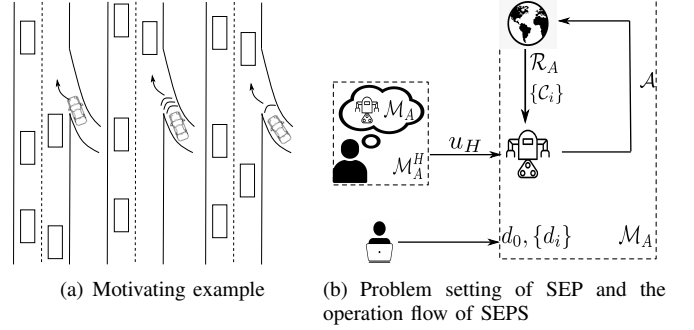 𝓡_A
{𝒞_i}
𝒜
ℳ_A
ℳ_A^H
u_H
d_0, {d_i}
ℳ_A
(a) Motivating example
(b) Problem setting of SEP and the
operation flow of SEPS